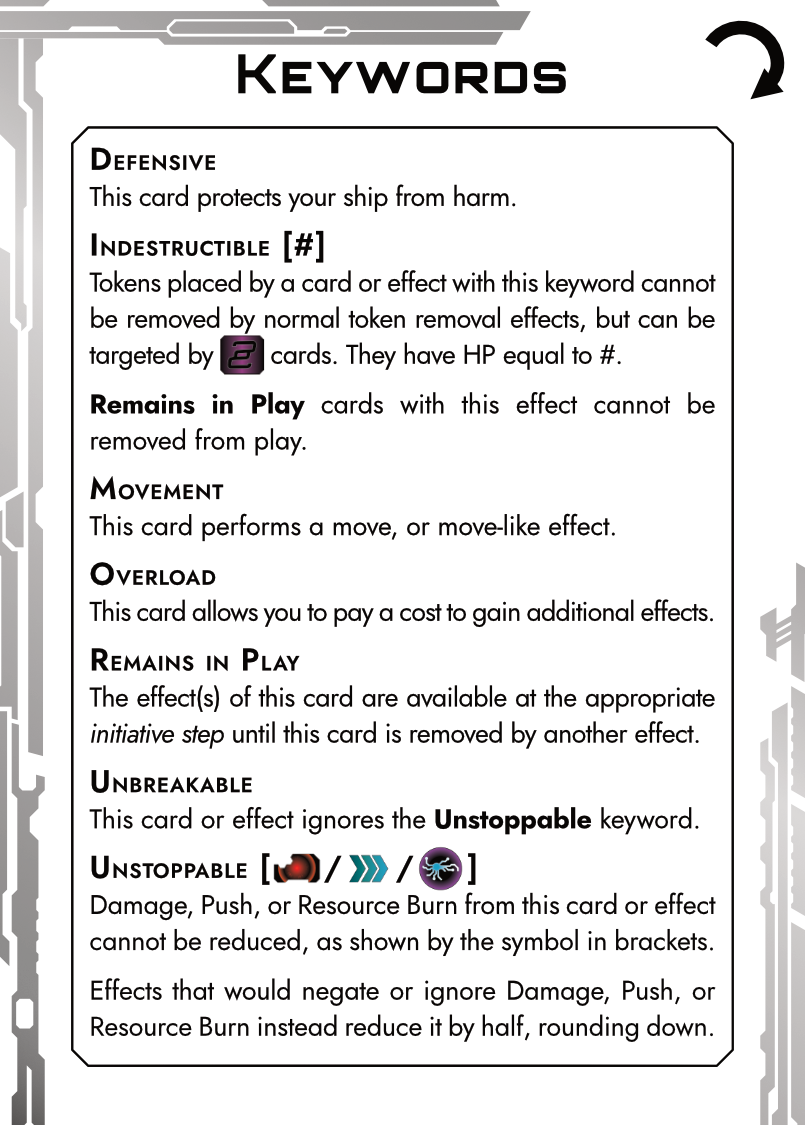 Keywords
Defensive
This card protects your ship from harm.
Indestructible [#]
Tokens placed by a card or effect with this keyword cannot
be removed by normal token removal effects, but can be
targeted by cards. They have HP equal to #.
Remains in Play cards with this effect cannot be
removed from play.
Movement
This card performs a move, or move-like effect.
Overload
This card allows you to pay a cost to gain additional effects.
Remains in Play
The effect(s) of this card are available at the appropriate
initiative step until this card is removed by another effect.
Unbreakable
This card or effect ignores the Unstoppable keyword.
Unstoppable [ / / ]
Damage, Push, or Resource Burn from this card or effect
cannot be reduced, as shown by the symbol in brackets.
Effects that would negate or ignore Damage, Push, or
Resource Burn instead reduce it by half, rounding down.